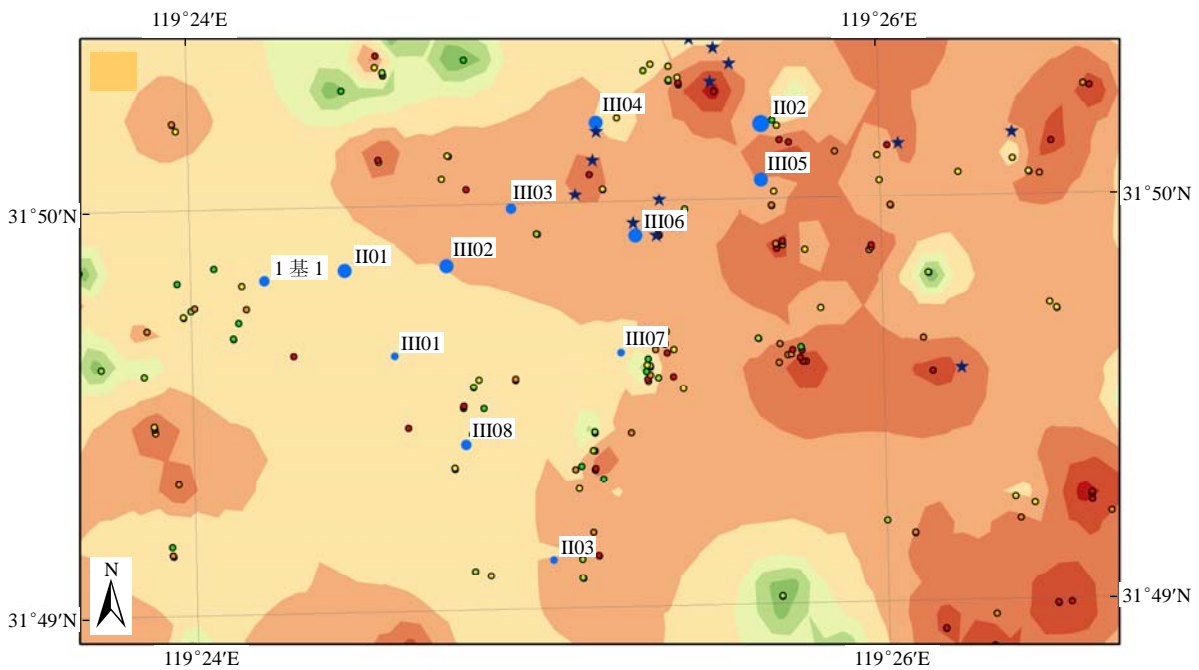 119°24′E
119°26′E
III04
II02
III05
III03
31°50′N
31°50′N
III06
II01
III02
1 基 1
III07
III01
III08
II03
N
31°49′N
31°49′N
119°24′E
119°26′E